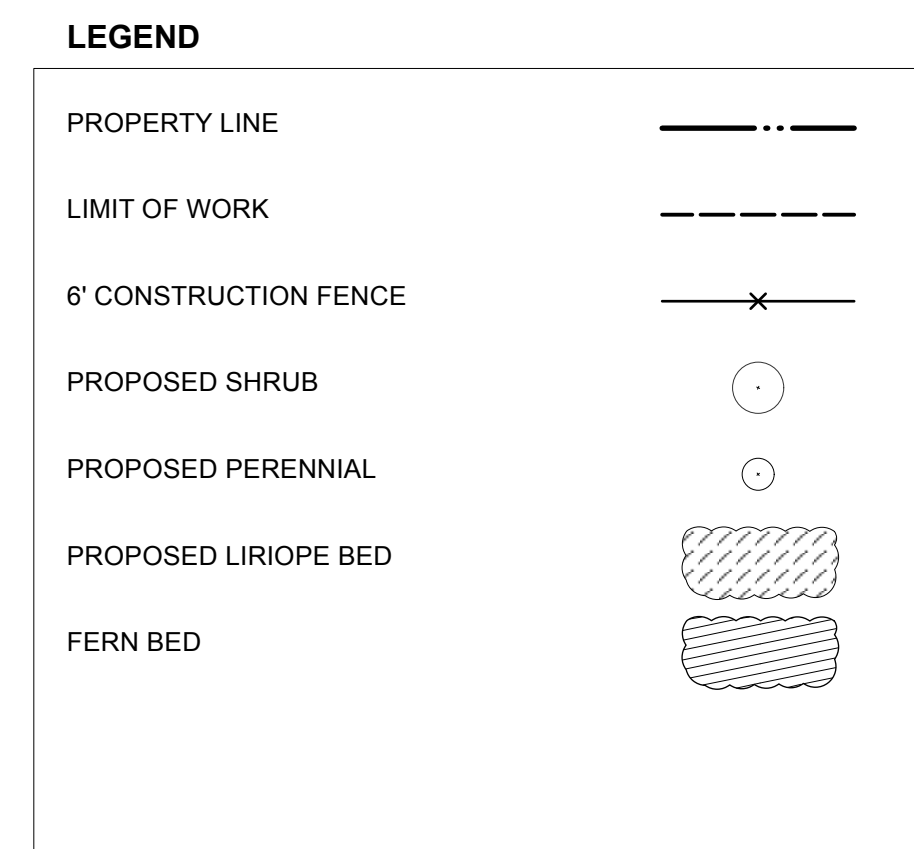 LEGEND
PROPERTY LINE
LIMIT OF WORK
6' CONSTRUCTION FENCE
PROPOSED SHRUB
PROPOSED PERENNIAL
PROPOSED LIRIOPE BED
FERN BED